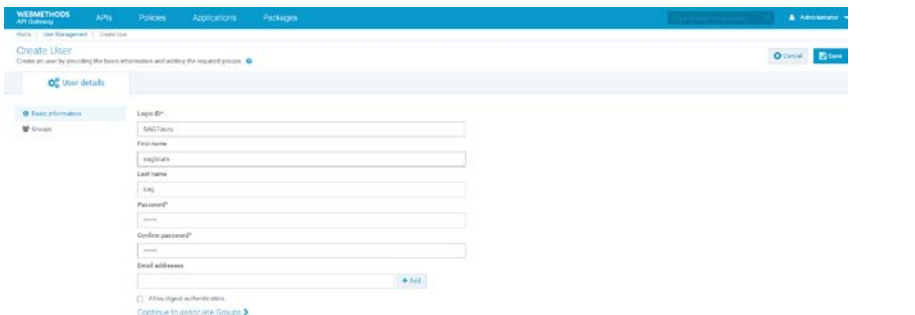 WEBMETHODS
API Gateway
APIs
Policies
Applications
Packages
Administrator
Home | User Management | Create User
Create User
Create an user by providing the basic information and adding the required groups.
Cancel
Save
User details
Basic information
Groups
Login ID*
SAGTours
First name
sagtours
Last name
sag
Password*
Confirm password*
Email addresses
+ Add
Allow digest authentication
Continue to associate Groups >